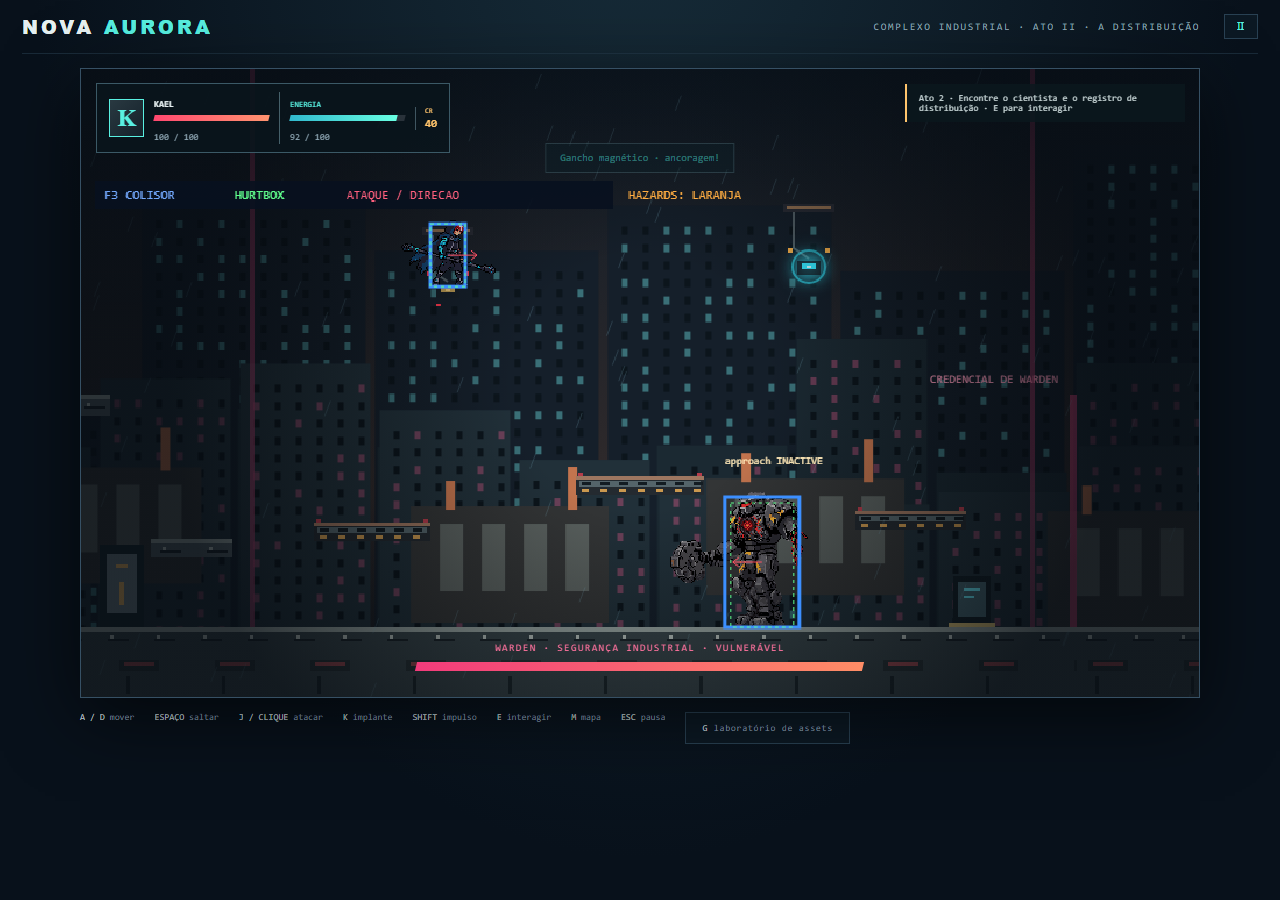 NOVA AURORA
COMPLEXO INDUSTRIAL · ATO II · A DISTRIBUIÇÃO
II
K
KAEL
100 / 100
ENERGIA
92 / 100
CR
40
Ato 2 · Encontre o cientista e o registro de
distribuição · E para interagir
Gancho magnético · ancoragem!
F3 COLISOR
HURTBOX
ATAQUE / DIRECAO
HAZARDS: LARANJA
CREDENCIAL DE WARDEN
approach INACTIVE
WARDEN · SEGURANÇA INDUSTRIAL · VULNERÁVEL
A / D mover
ESPAÇO saltar
J / CLIQUE atacar
K implante
SHIFT impulso
E interagir
M mapa
ESC pausa
G laboratório de assets